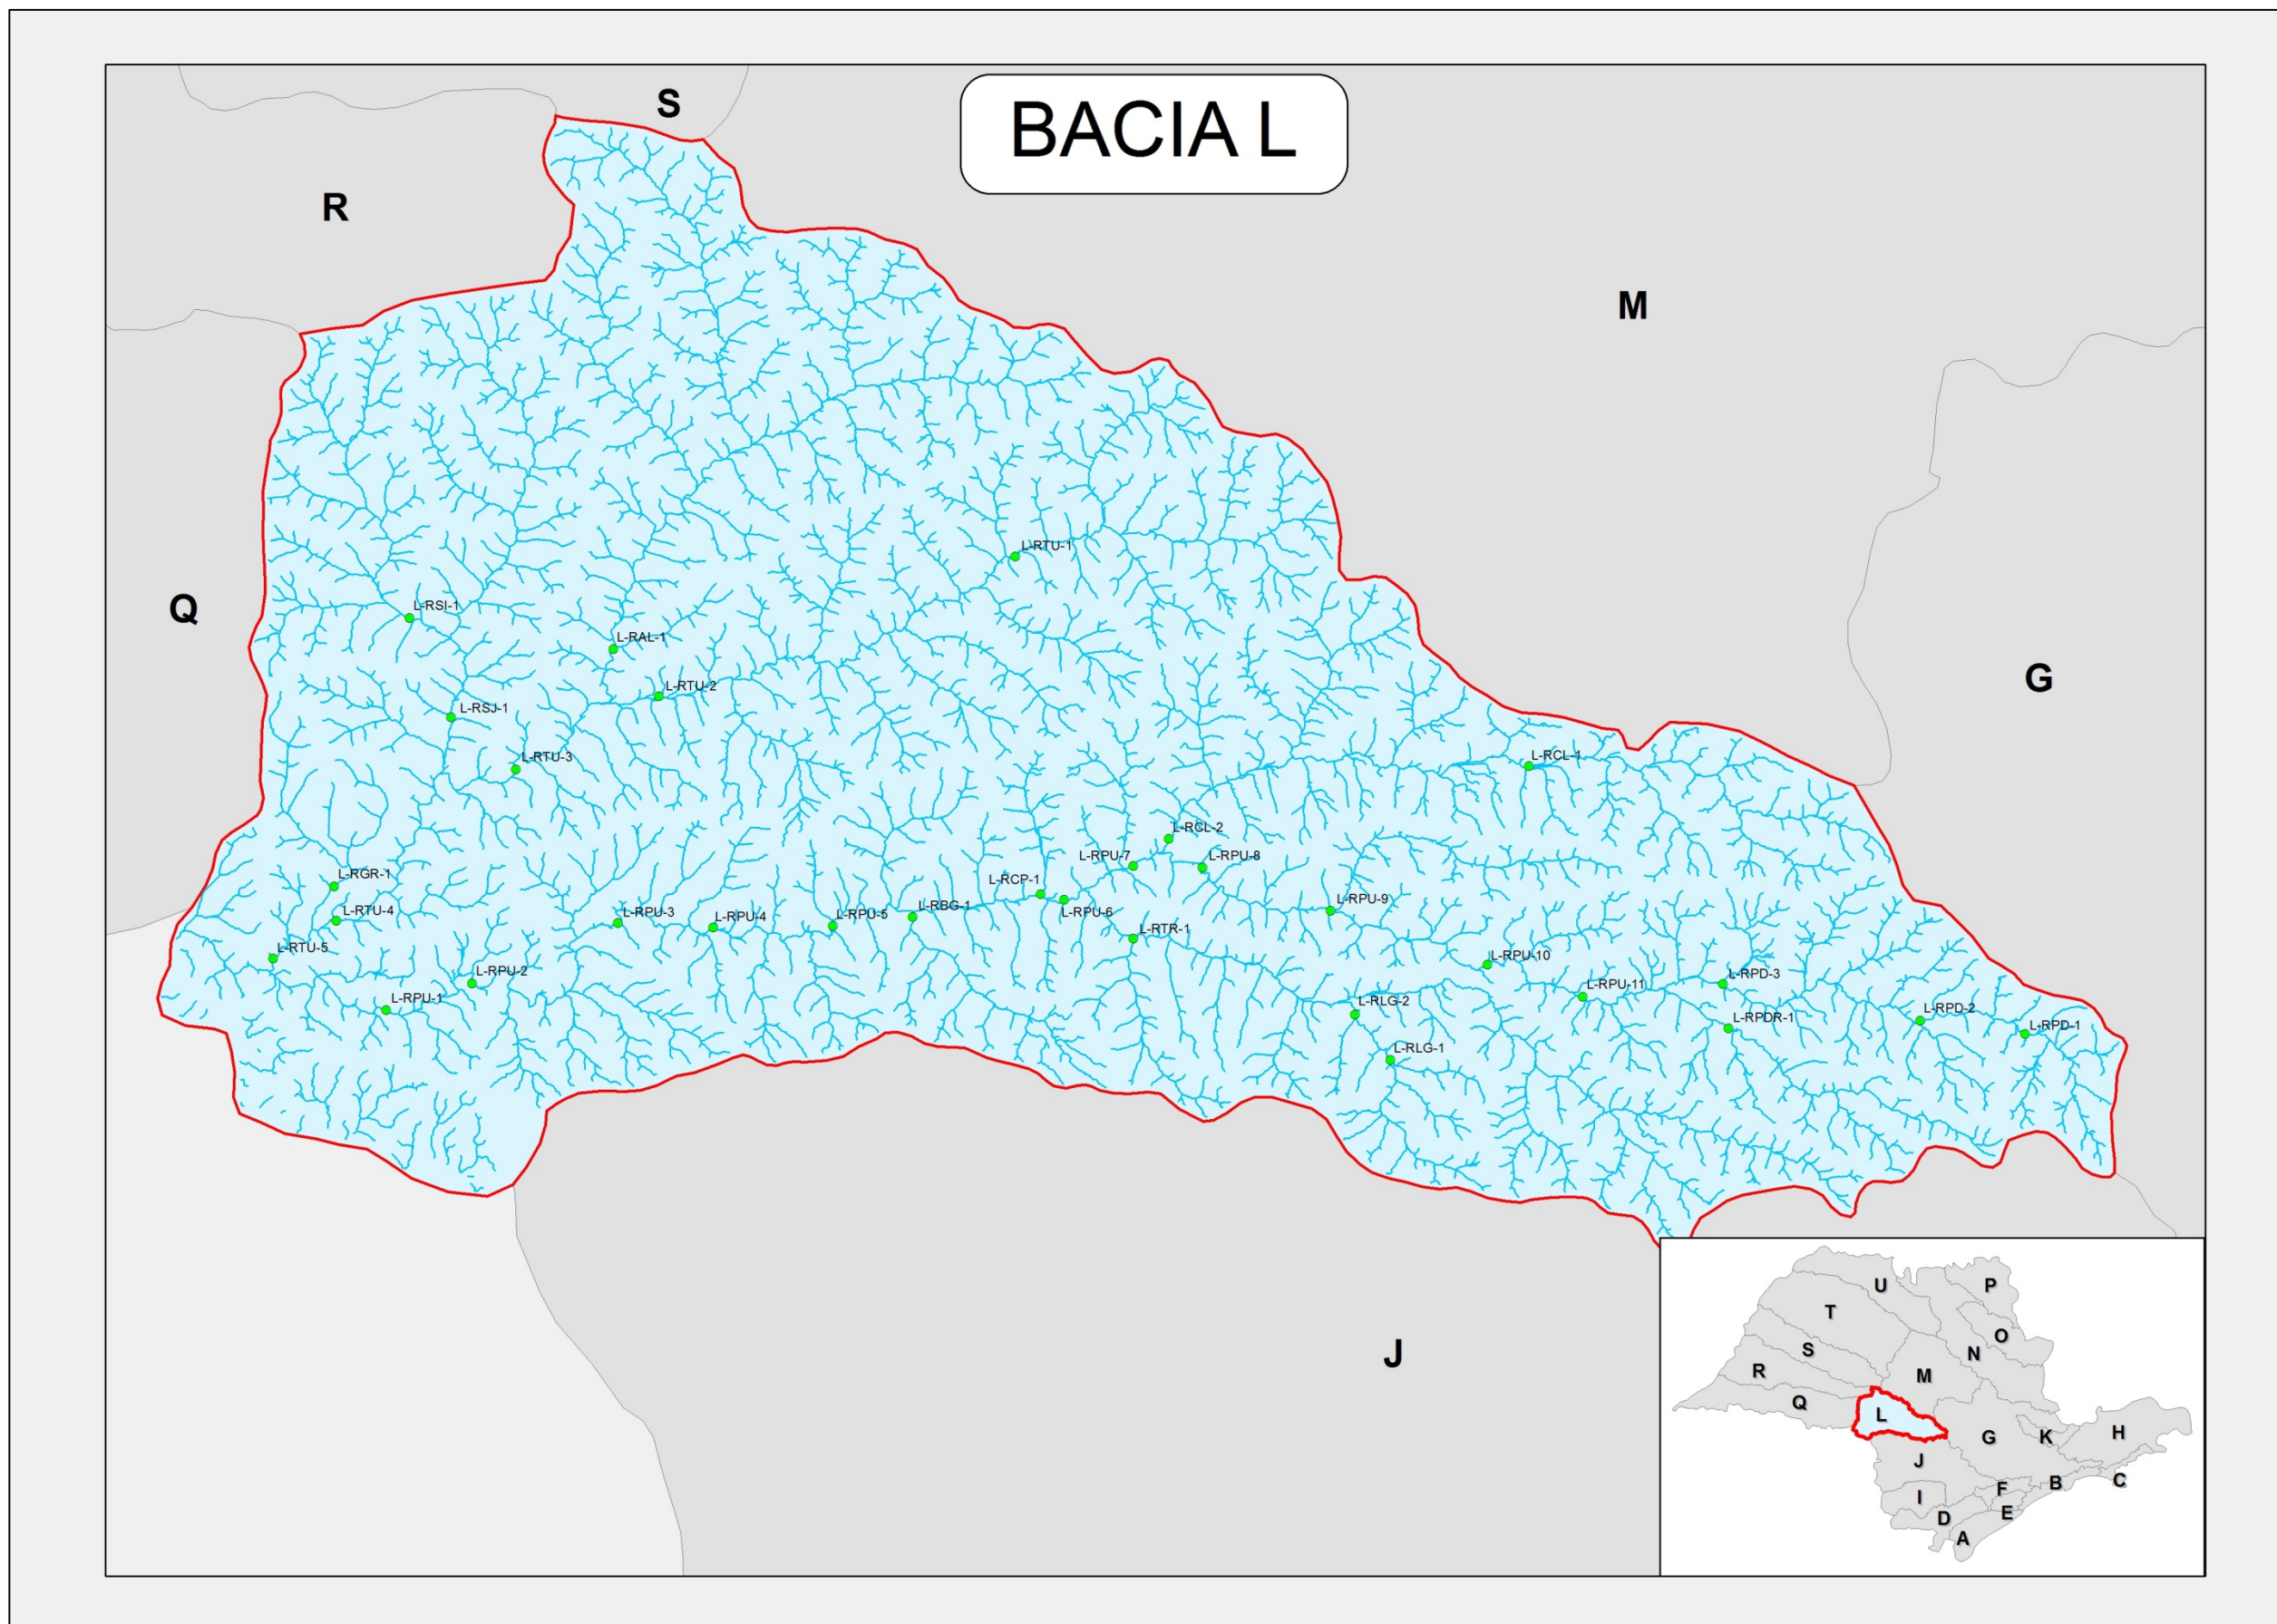 BACIA L
S
R
M
Q
G
J
L-RTU-1
L-RSI-1
L-RAL-1
L-RTU-2
L-RSJ-1
L-RTU-3
L-RCL-1
L-RCL-2
L-RPU-7
L-RPU-8
L-RGR-1
L-RCP-1
L-RTU-4
L-RPU-3
L-RPU-4
L-RPU-5
L-RBG-1
L-RPU-6
L-RPU-9
L-RTR-1
L-RTU-5
L-RPU-10
L-RPU-2
L-RPU-1
L-RPU-11
L-RPD-3
L-RLG-2
L-RPDR-1
L-RPD-2
L-RPD-1
L-RLG-1
U
P
T
O
S
N
R
M
Q
L
H
G
K
J
B
C
F
I
E
D
A